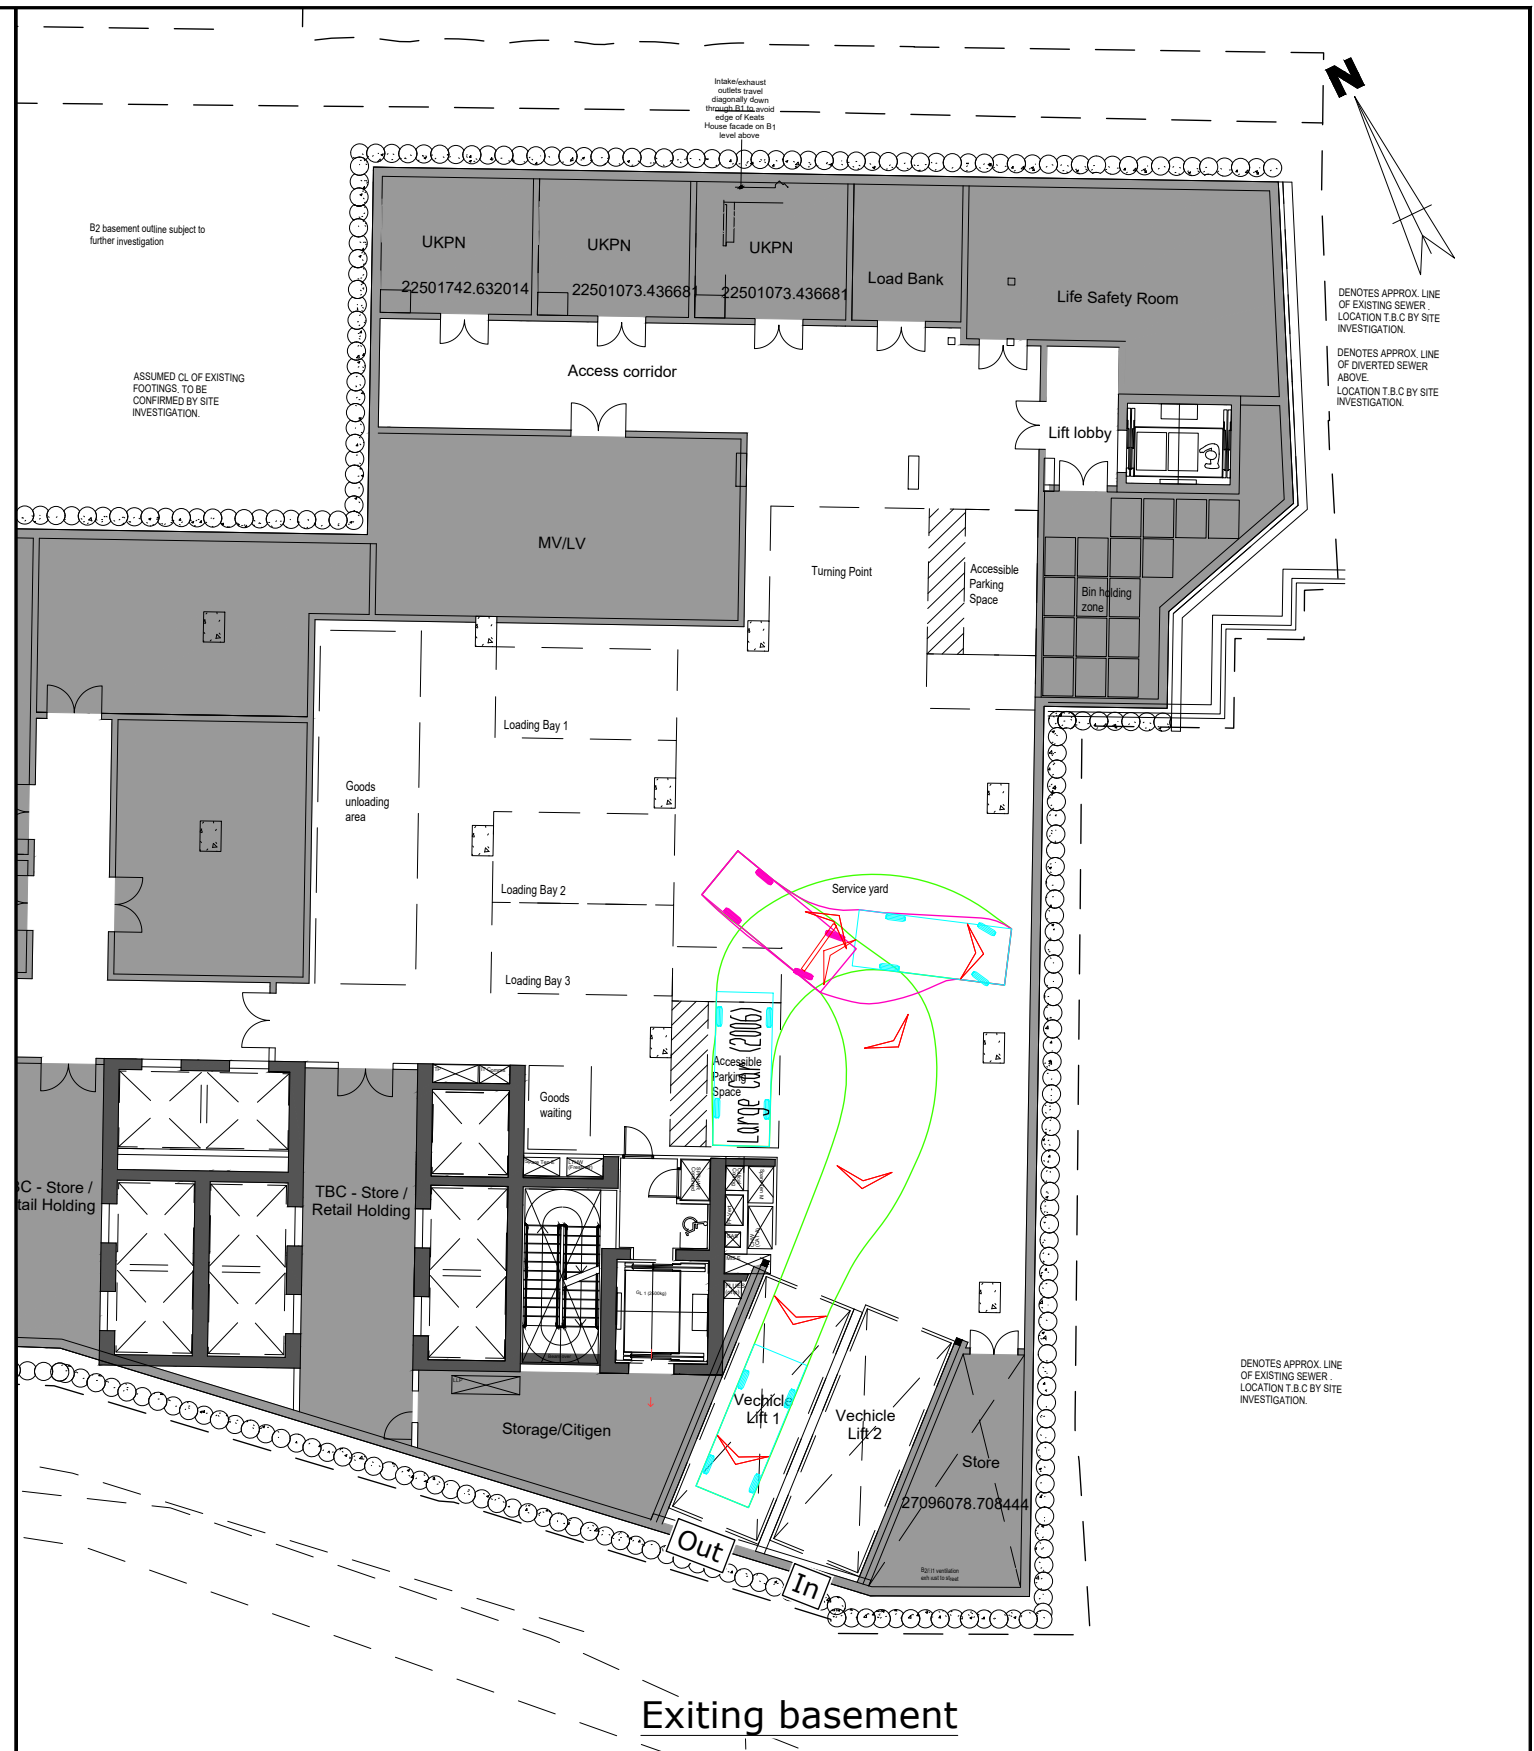 N
Intake/exhaust
outlets travel
diagonally down
through B1 to avoid
edge of Keats
House facade on B1
level above
B2 basement outline subject to
further investigation
UKPN
UKPN
UKPN
Load Bank
Life Safety Room
22501742.632014
22501073.436681
22501073.436681
DENOTES APPROX. LINE
OF EXISTING SEWER
LOCATION T.B.C BY SITE
INVESTIGATION.
DENOTES APPROX. LINE
OF DIVERTED SEWER
ABOVE.
LOCATION T.B.C BY SITE
INVESTIGATION.
ASSUMED CL OF EXISTING
FOOTINGS, TO BE
CONFIRMED BY SITE
INVESTIGATION.
Access corridor
Lift lobby
MV/LV
Turning Point
Accessible
Parking
Space
Bin holding
zone
Loading Bay 1
Goods
unloading
area
Loading Bay 2
Service yard
Loading Bay 3
Large Car (2006)
Accessible
Parking
Space
Goods
waiting
BC - Store /
tail Holding
TBC - Store /
Retail Holding
GL 1 (2000kg)
Storage/Citigen
Vechicle
Lift 1
Vechicle
Lift 2
Store
27096078.708444
DENOTES APPROX. LINE
OF EXISTING SEWER .
LOCATION T.B.C BY SITE
INVESTIGATION.
Out
In
Exiting basement